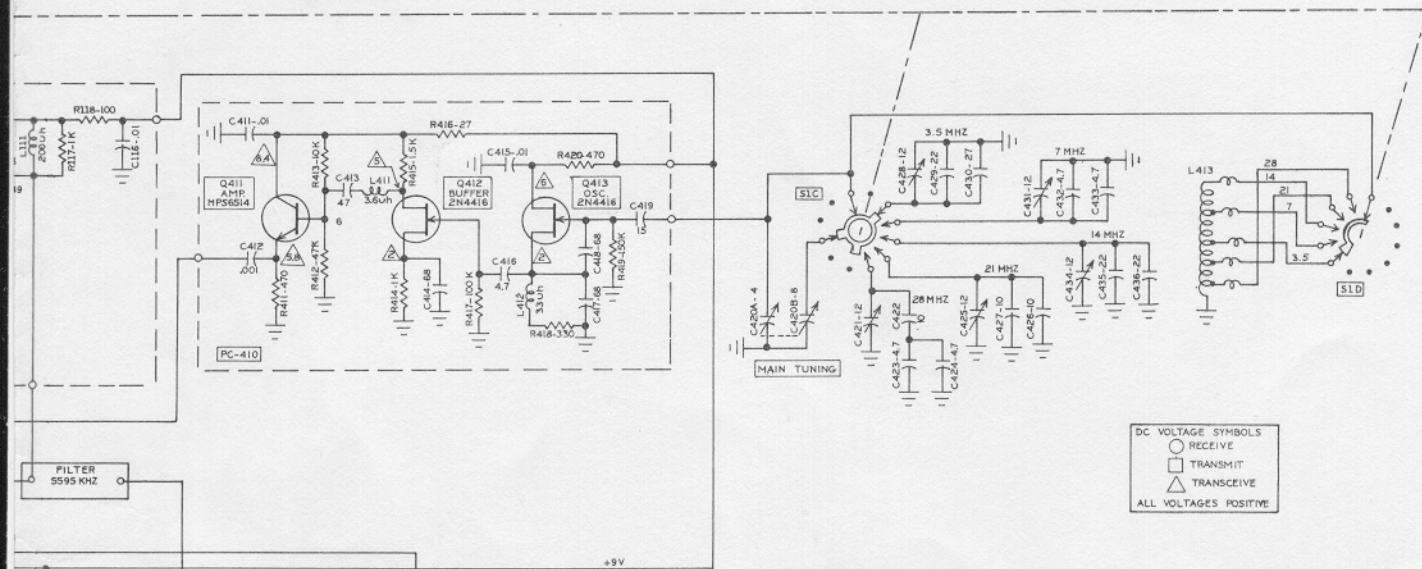 R118-100
L111
200uh
R117-1K
C116-.01
C411-.01
R416-27
6.4
R413-10K
5
R415-1.5K
C415-.01
R420-470
6
Q411
AMP.
MPS6514
C413
47
L411
3.6uh
Q412
BUFFER
2N4416
Q413
OSC.
2N4416
C419
15
6
C412
.001
5.8
R412-47K
R411-470
2
R414-1K
C414-68
R417-100K
C416
4.7
2
L412
33uh
C418-68
R419-150K
C417-68
R418-330
PC-410
C420A-4
C420B-8
MAIN TUNING
S1C
1
3.5 MHZ
C428-12
C429-22
C430-27
7 MHZ
C431-12
C432-4.7
C433-4.7
14 MHZ
C434-12
C435-22
C436-22
21 MHZ
C425-12
C427-10
C426-10
28 MHZ
C421-12
C422
C423-4.7
C424-4.7
L413
28
14
21
7
3.5
1
S1D
FILTER
5595 KHZ
+9V
DC VOLTAGE SYMBOLS
RECEIVE
TRANSMIT
TRANSCEIVE
ALL VOLTAGES POSITIVE